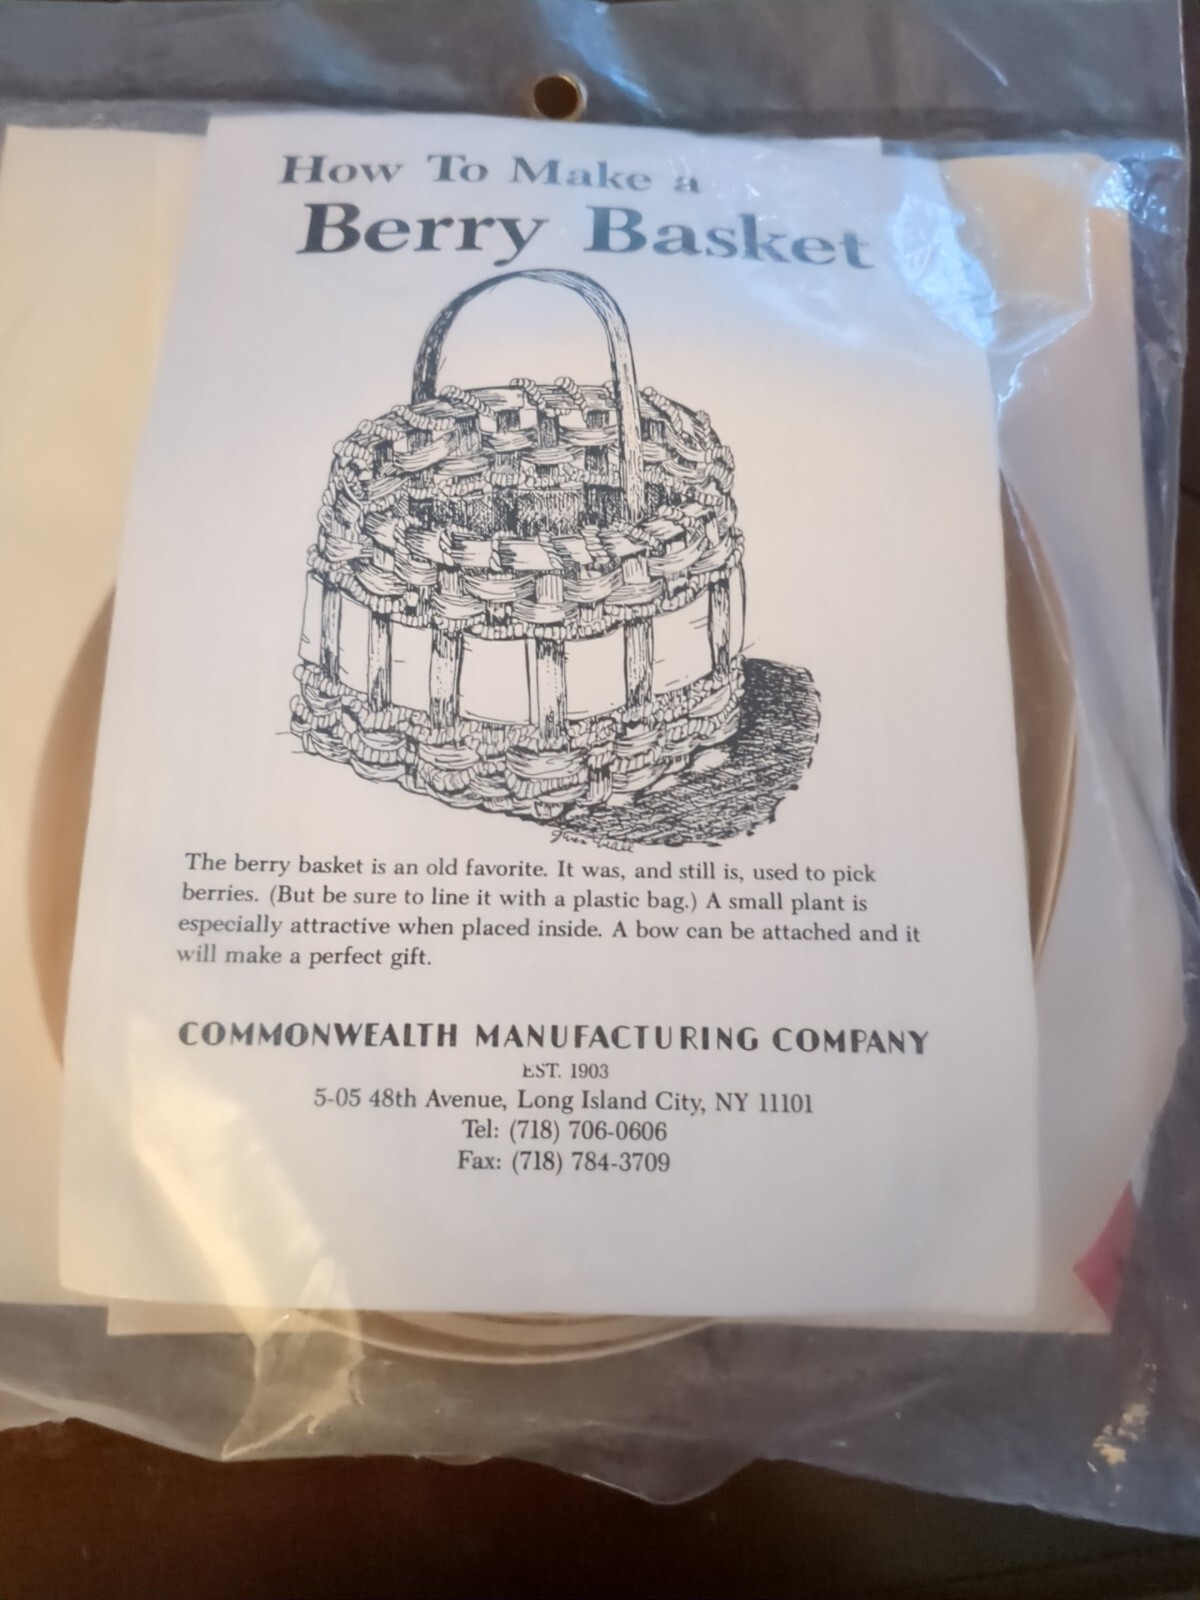 How To Make a
Berry Basket
The berry basket is an old favorite. It was, and still is, used to pick
berries. (But be sure to line it with a plastic bag.) A small plant is
especially attractive when placed inside. A bow can be attached and it
will make a perfect gift.
COMMONWEALTH MANUFACTURING COMPANY
EST. 1903
5-05 48th Avenue, Long Island City, NY 11101
Tel: (718) 706-0606
Fax: (718) 784-3709